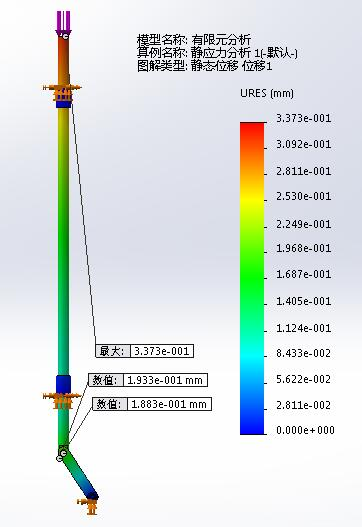 模型名称: 有限元分析
算例名称: 静应力分析 1(-默认-)
图解类型: 静态位移 位移1
URES (mm)
3.373e-001
3.092e-001
2.811e-001
2.530e-001
2.249e-001
1.968e-001
1.687e-001
1.405e-001
1.124e-001
8.433e-002
5.622e-002
2.811e-002
0.000e+000
最大: 3.373e-001
数值: 1.933e-001 mm
数值: 1.883e-001 mm